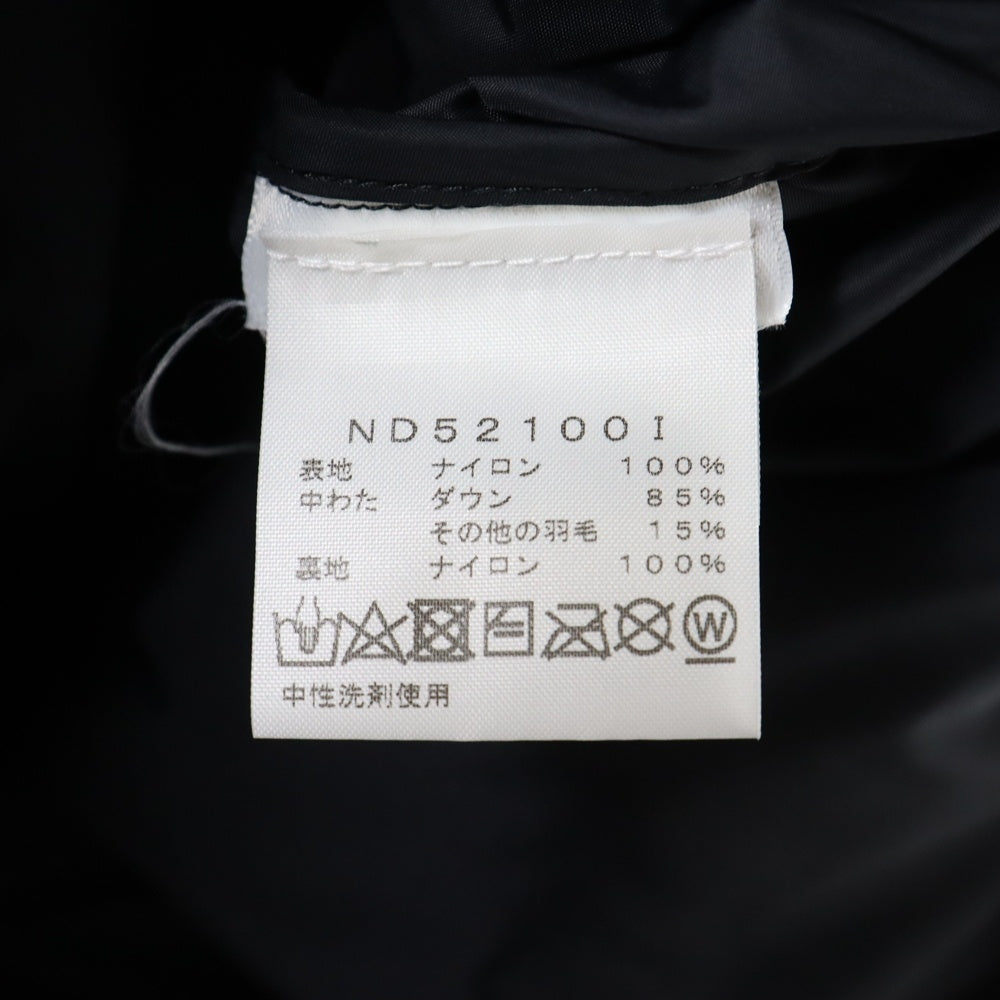 ND52100I
表地 ナイロン 100%
中わた ダウン 85%
その他の羽毛 15%
裏地 ナイロン 100%
W
中性洗剤使用